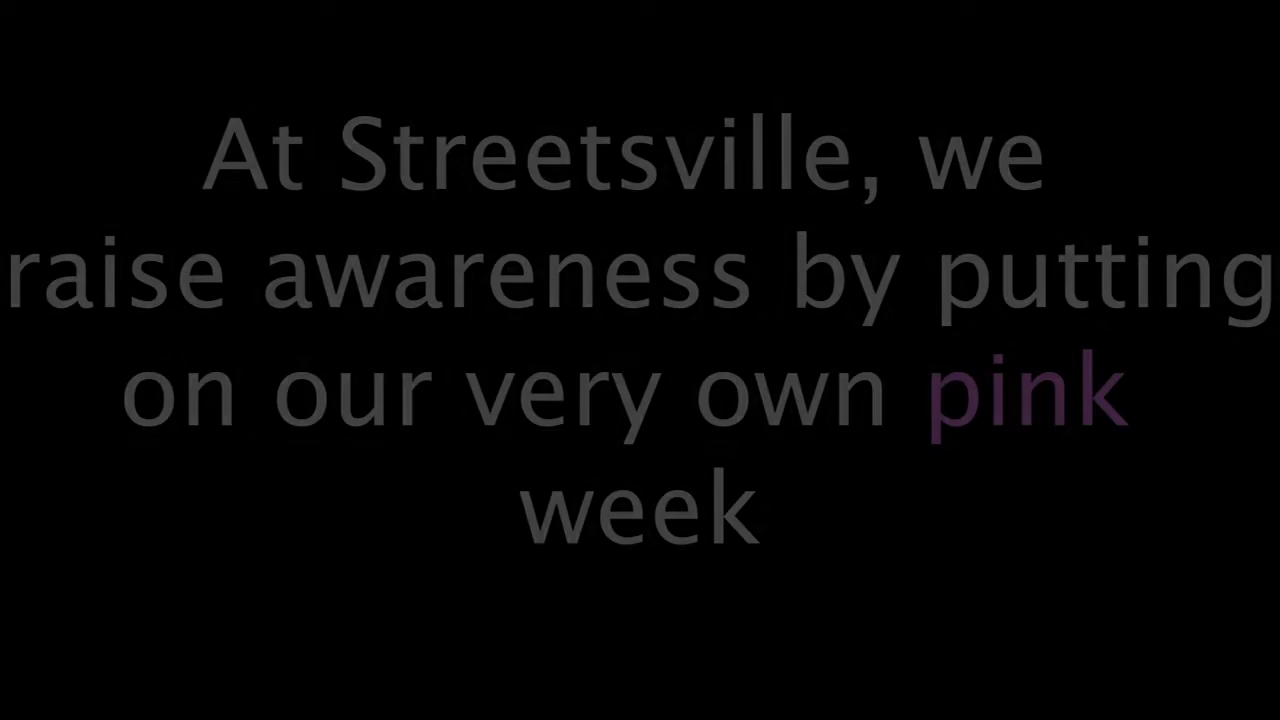 At Streetsville, we
raise awareness by putting
on our very own pink
week